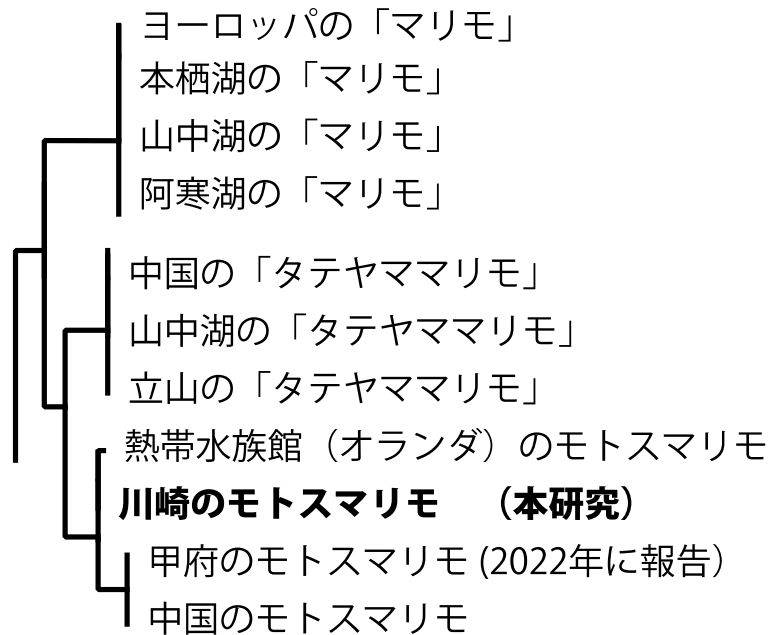 ヨーロッパの「マリモ」
本栖湖の「マリモ」
山中湖の「マリモ」
阿寒湖の「マリモ」
中国の「タテヤママリモ」
山中湖の「タテヤママリモ」
立山の「タテヤママリモ」
熱帯水族館（オランダ）のモトスマリモ
川崎のモトスマリモ　（本研究）
甲府のモトスマリモ (2022年に報告）
中国のモトスマリモ